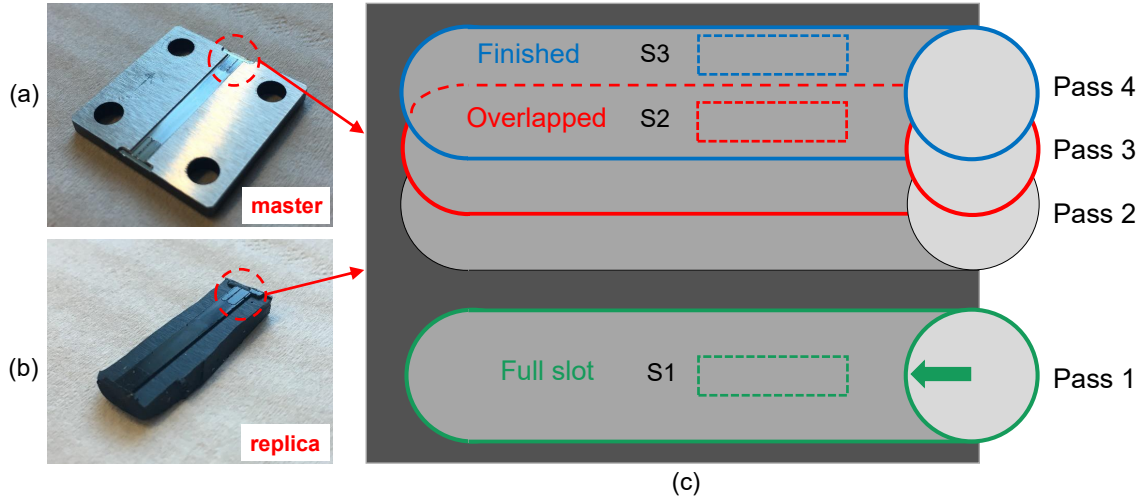 (a)
master
(b)
replica
Finished S3
Overlapped S2
Full slot S1
Pass 4
Pass 3
Pass 2
Pass 1
(c)